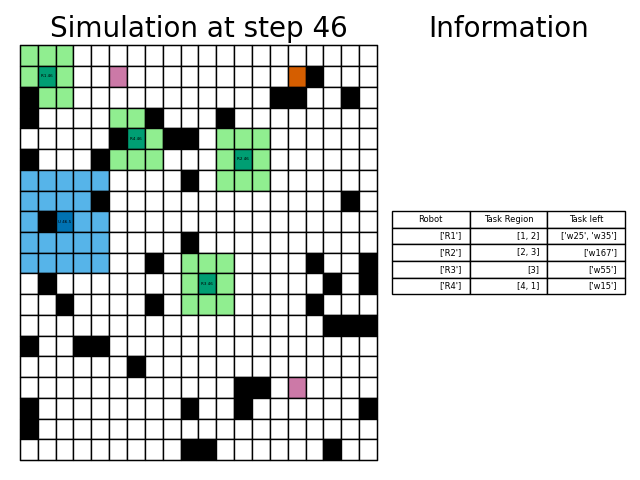 Simulation at step 46
Information
Robot Task Region Task left
['R1'] [1, 2] ['w25', 'w35']
['R2'] [2, 3] ['w167']
['R3'] [3] ['w55']
['R4'] [4, 1] ['w15']